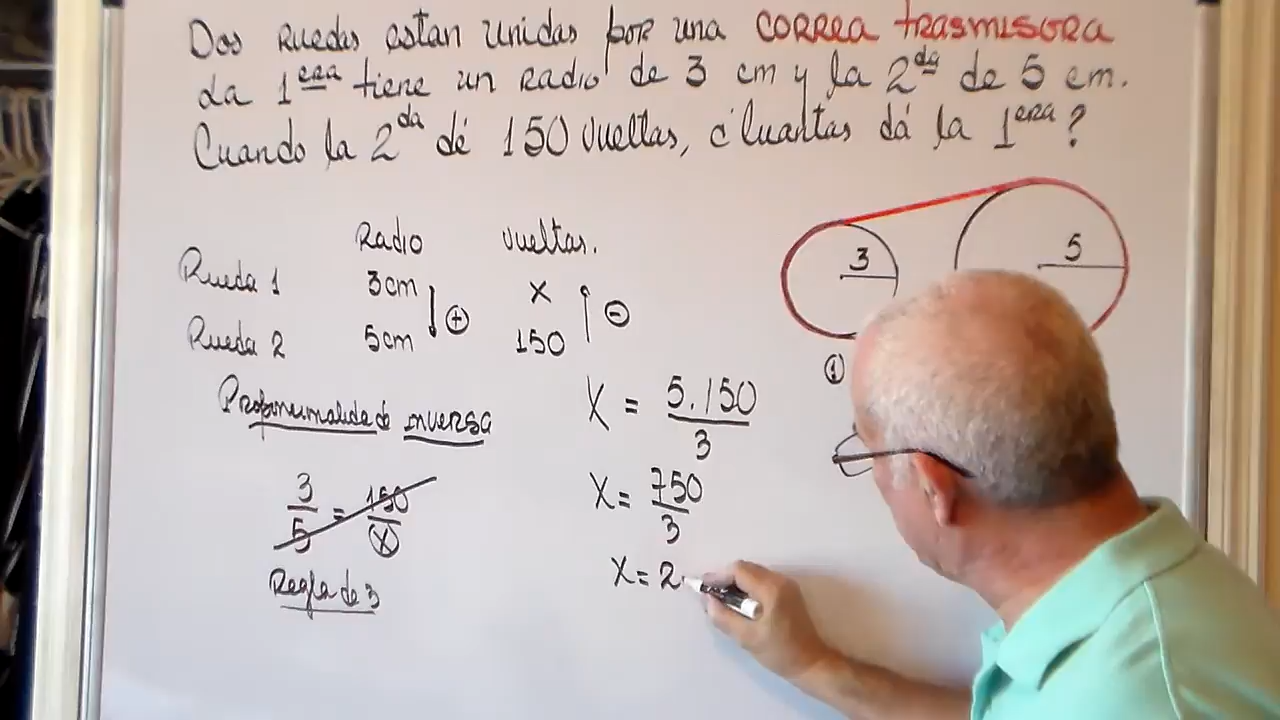 Dos Ruedas estan unidas por una CORREA TRASMISORA
La 1era tiene un Radio de 3 cm y la 2da de 5 cm.
Cuando la 2da dé 150 vueltas, ¿Cuantas dá la 1era?
Radio vueltas.
Rueda 1 3cm x
⊕ ⊖
Rueda 2 5cm 150
3 5
①
Proporcionalidad inversa
X = 5.150/3
3/5 = 150/X
X = 750/3
X = 2
Regla de 3